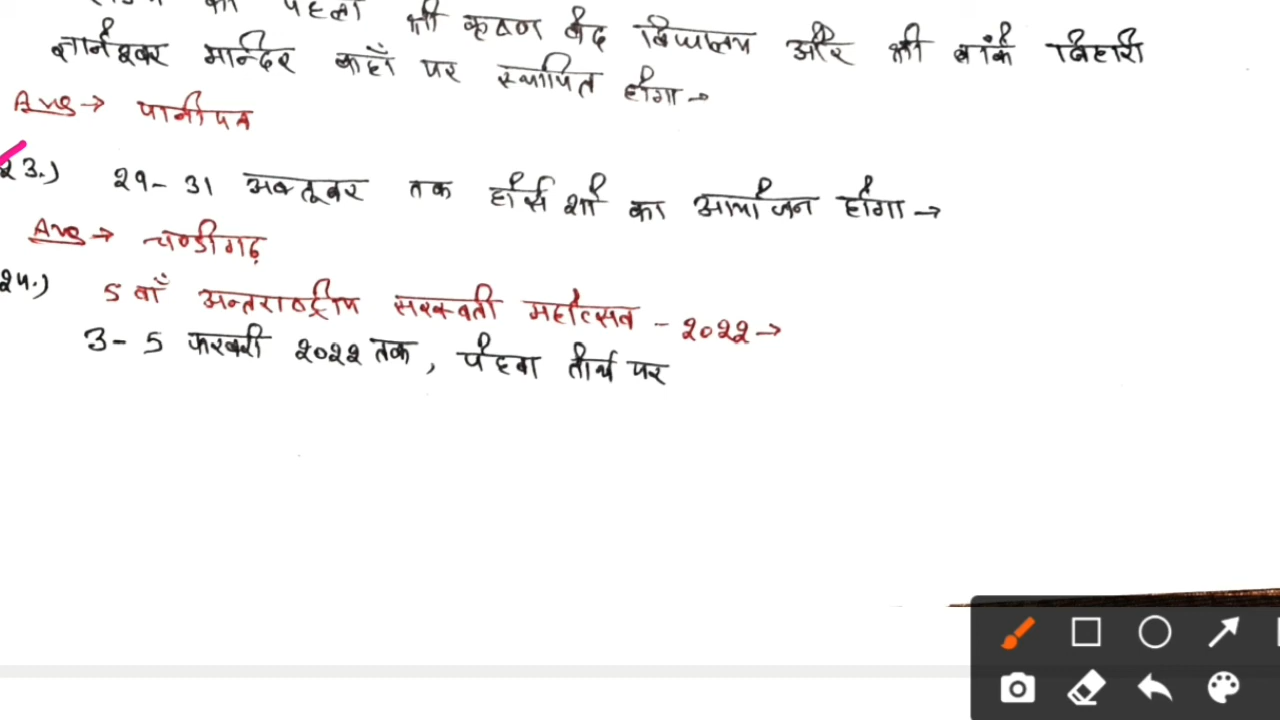 का पहला श्री कृष्ण वेद विधालय और श्री बांके बिहारी
ज्ञानेश्वर मन्दिर कहाँ पर स्थापित होगा →
Ans → पानीपत
23.) 29 - 31 अक्तूबर तक हॉर्स शो का आयोजन होगा →
Ans → चण्डीगढ़
24.) 5 वाँ अन्तराष्ट्रीय सरस्वती महोत्सव - 2022 →
3 - 5 फरवरी 2022 तक , पेहवा तीर्थ पर